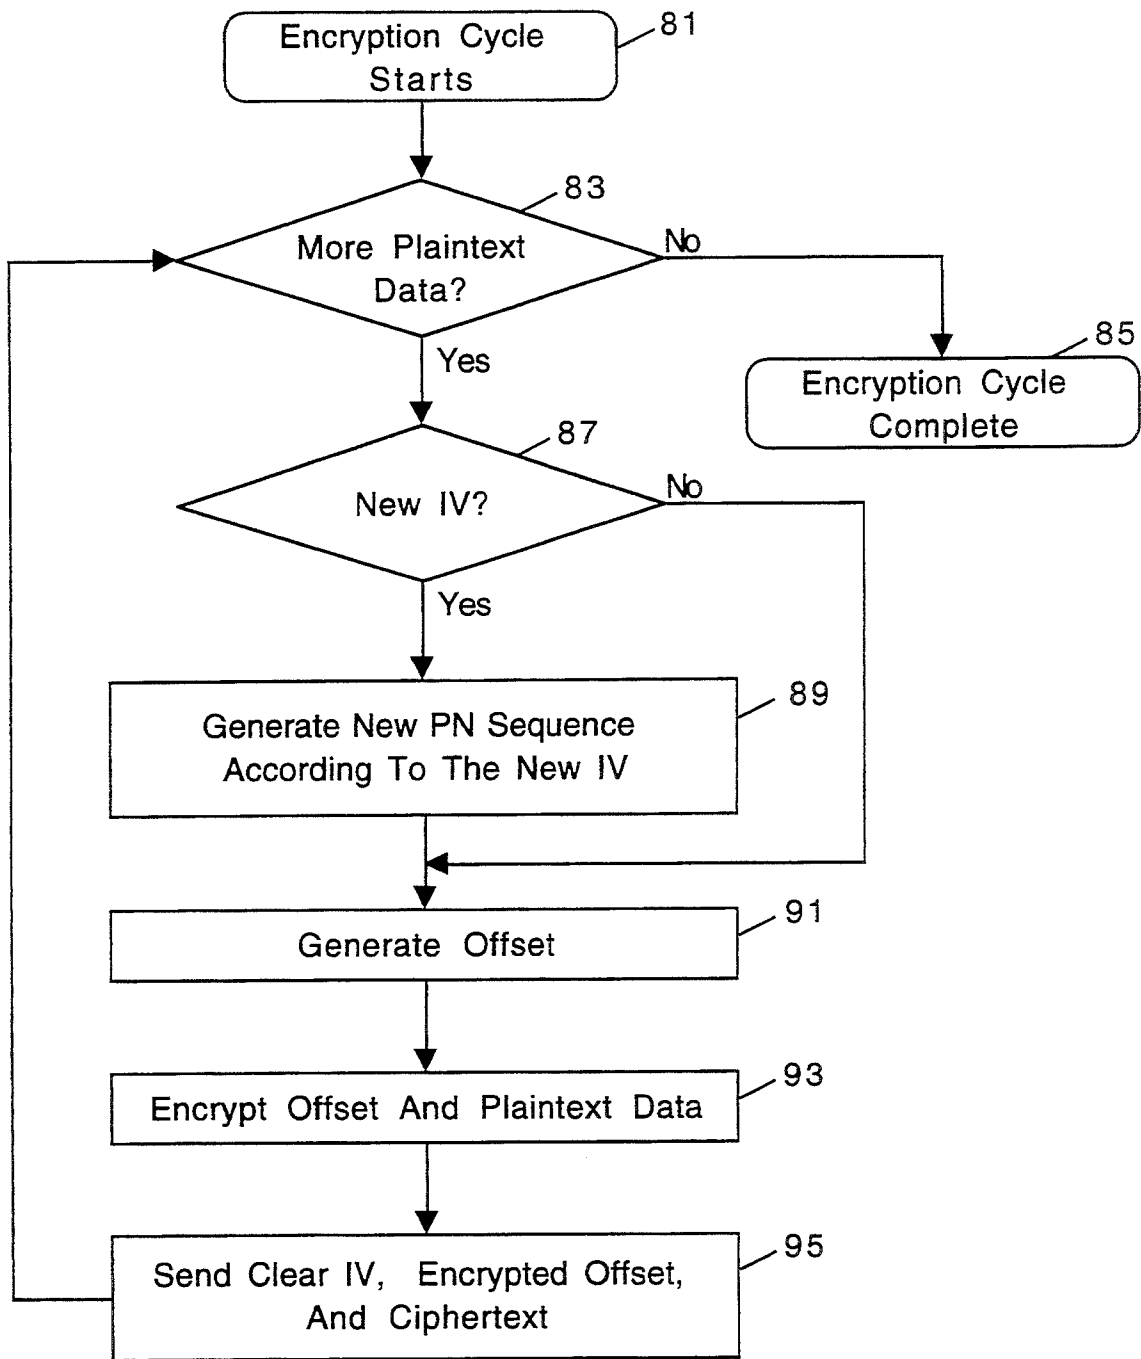 Encryption Cycle
Starts
81
83
More Plaintext
Data?
No
Yes
85
Encryption Cycle
Complete
87
New IV?
No
Yes
89
Generate New PN Sequence
According To The New IV
91
Generate Offset
93
Encrypt Offset And Plaintext Data
95
Send Clear IV, Encrypted Offset,
And Ciphertext